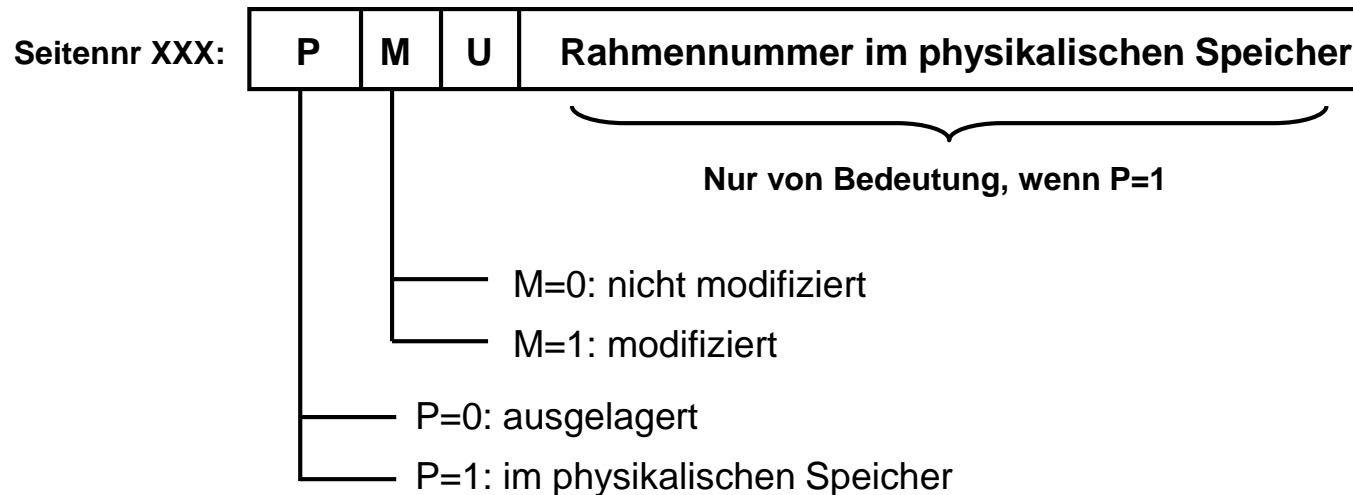 Seitennr XXX: P M U Rahmennummer im physikalischen Speicher
Nur von Bedeutung, wenn P=1
M=0: nicht modifiziert
M=1: modifiziert
P=0: ausgelagert
P=1: im physikalischen Speicher